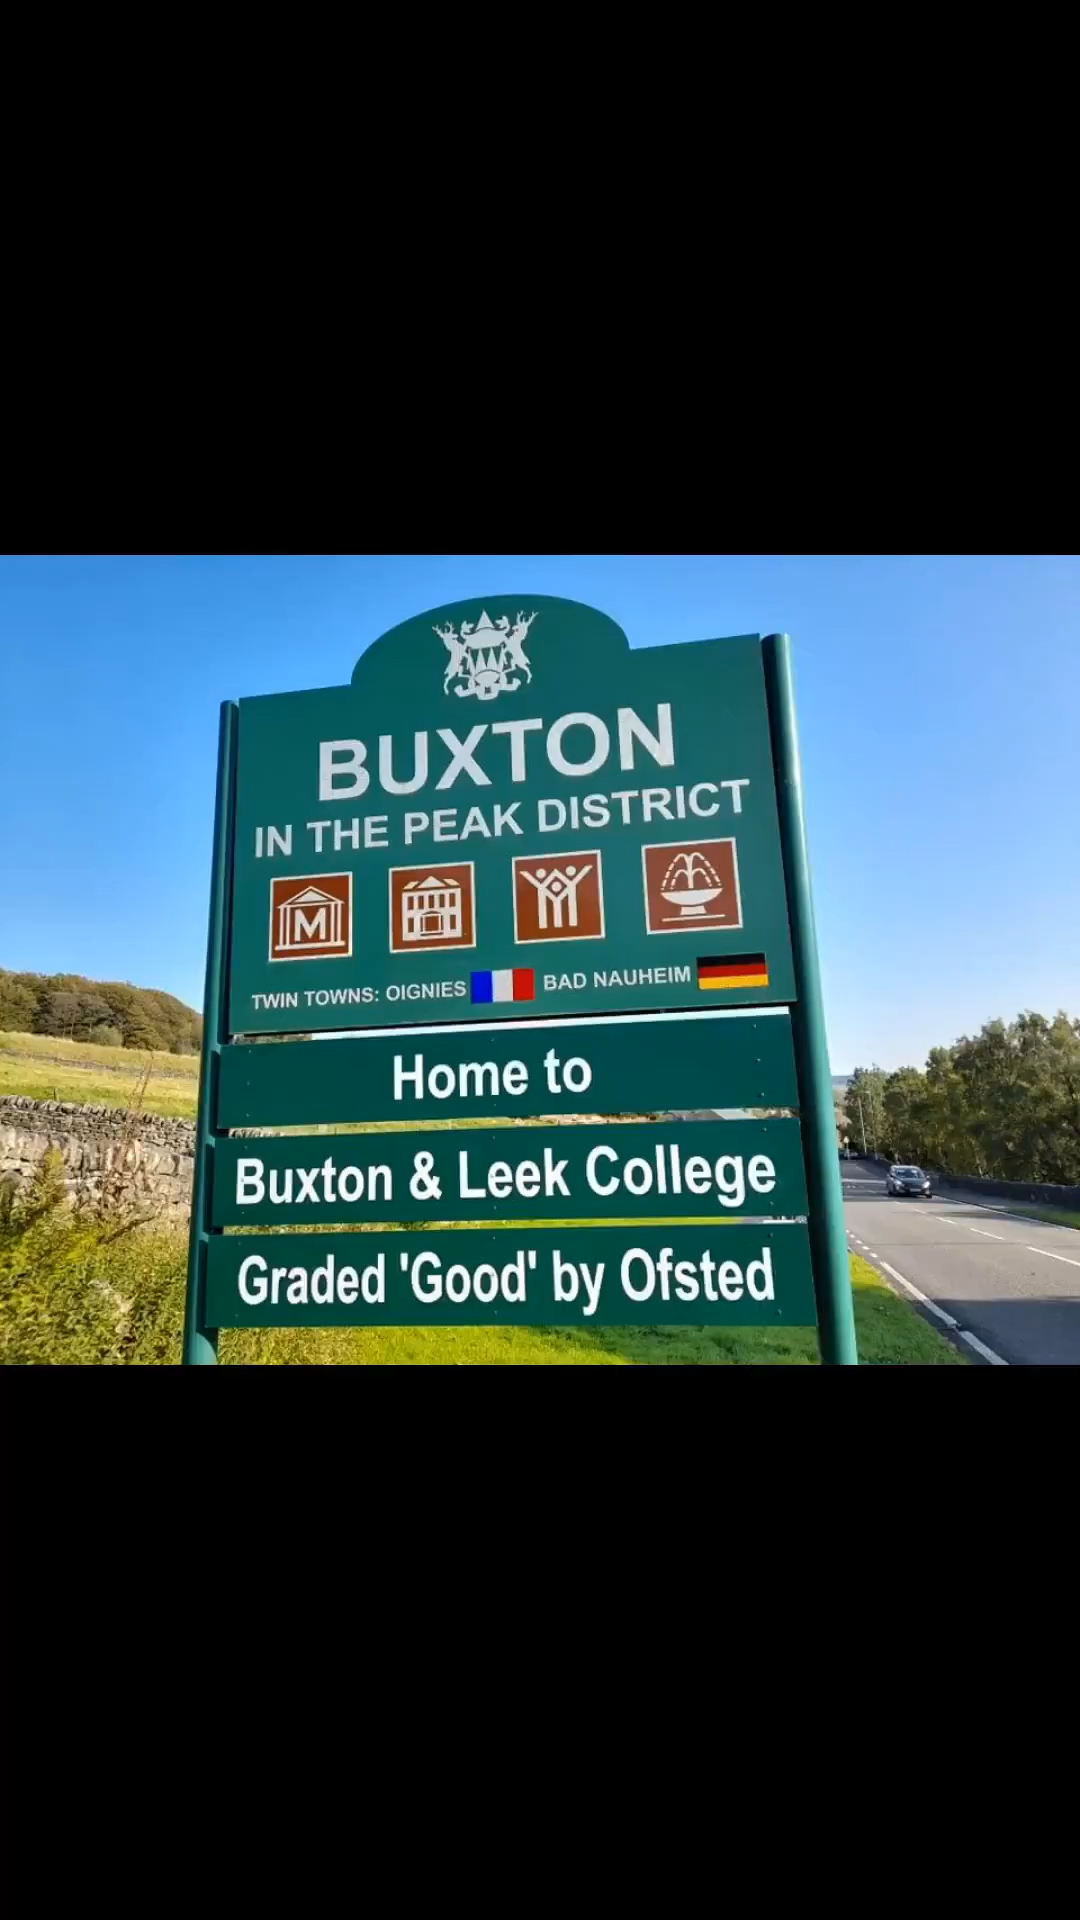 BUXTON
IN THE PEAK DISTRICT
M
TWIN TOWNS: OIGNIES BAD NAUHEIM
Home to
Buxton & Leek College
Graded 'Good' by Ofsted